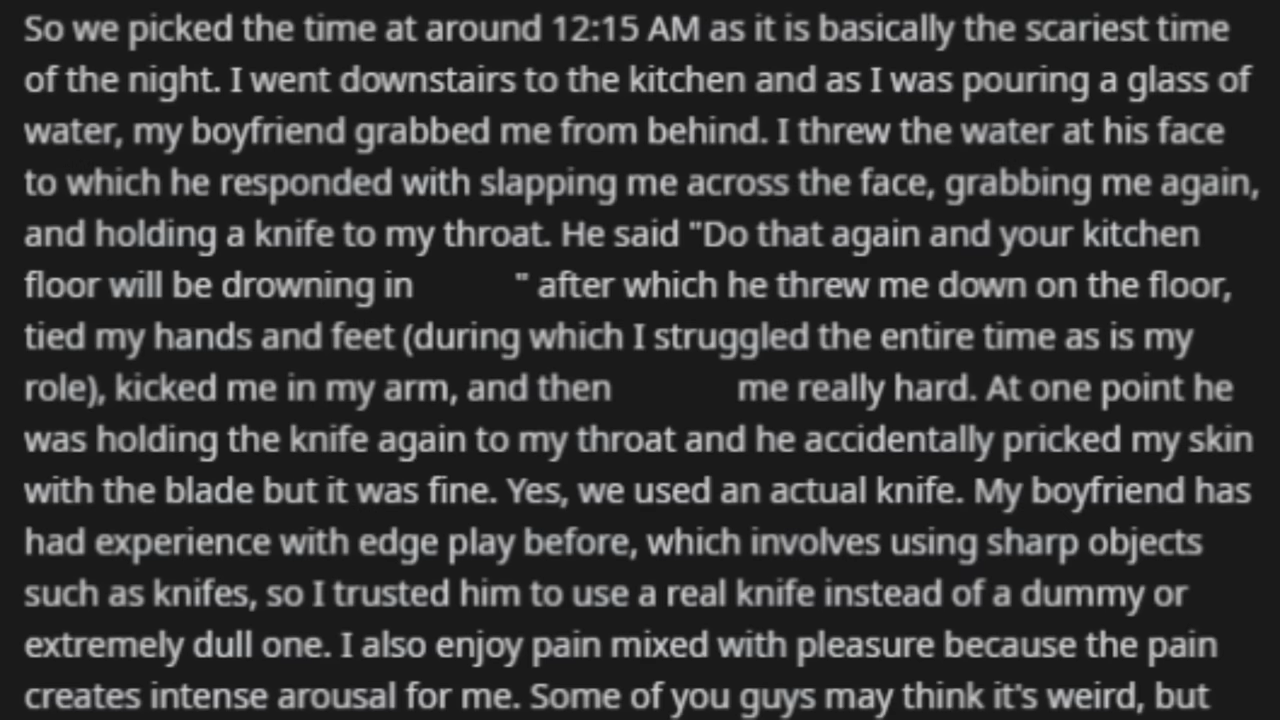 So we picked the time at around 12:15 AM as it is basically the scariest time
of the night. I went downstairs to the kitchen and as I was pouring a glass of
water, my boyfriend grabbed me from behind. I threw the water at his face
to which he responded with slapping me across the face, grabbing me again,
and holding a knife to my throat. He said "Do that again and your kitchen
floor will be drowning in " after which he threw me down on the floor,
tied my hands and feet (during which I struggled the entire time as is my
role), kicked me in my arm, and then me really hard. At one point he
was holding the knife again to my throat and he accidentally pricked my skin
with the blade but it was fine. Yes, we used an actual knife. My boyfriend has
had experience with edge play before, which involves using sharp objects
such as knifes, so I trusted him to use a real knife instead of a dummy or
extremely dull one. I also enjoy pain mixed with pleasure because the pain
creates intense arousal for me. Some of you guys may think it's weird, but